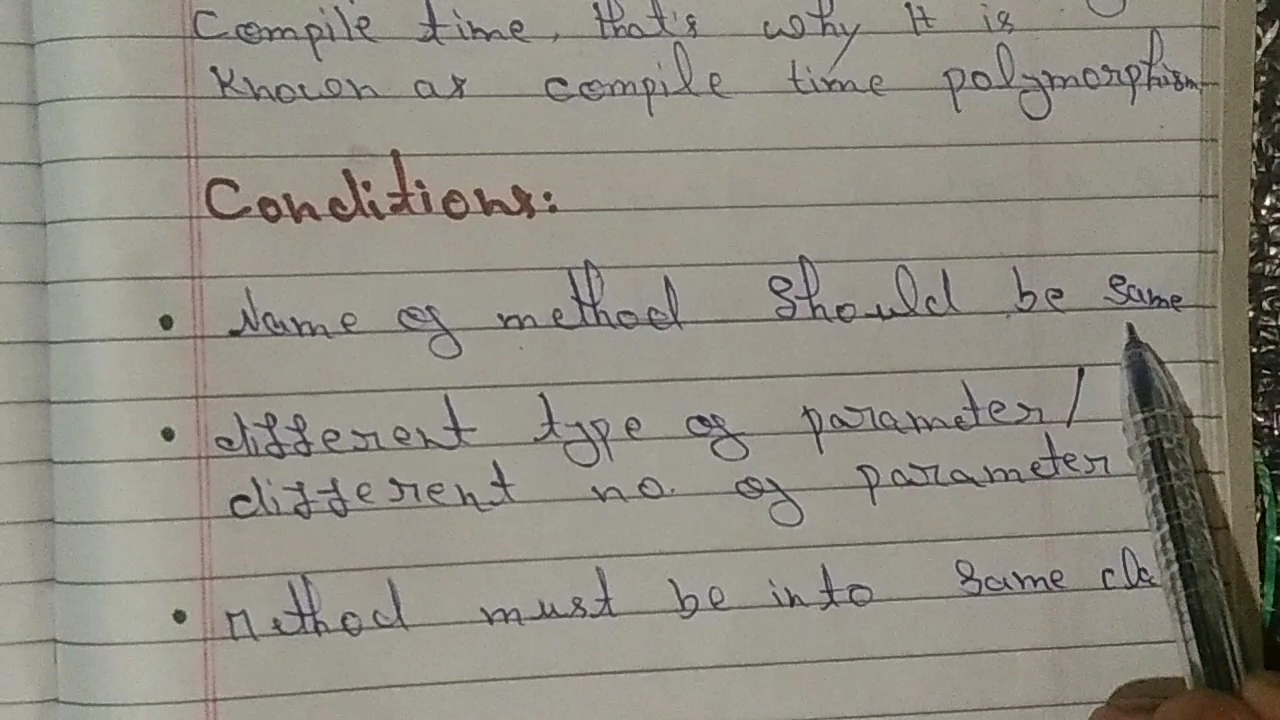 Compile time, that's why it is
Known as compile time polymorphism
Conditions:
• Name of method should be same
• different type of parameter/
different no. of parameter
• method must be into same cla